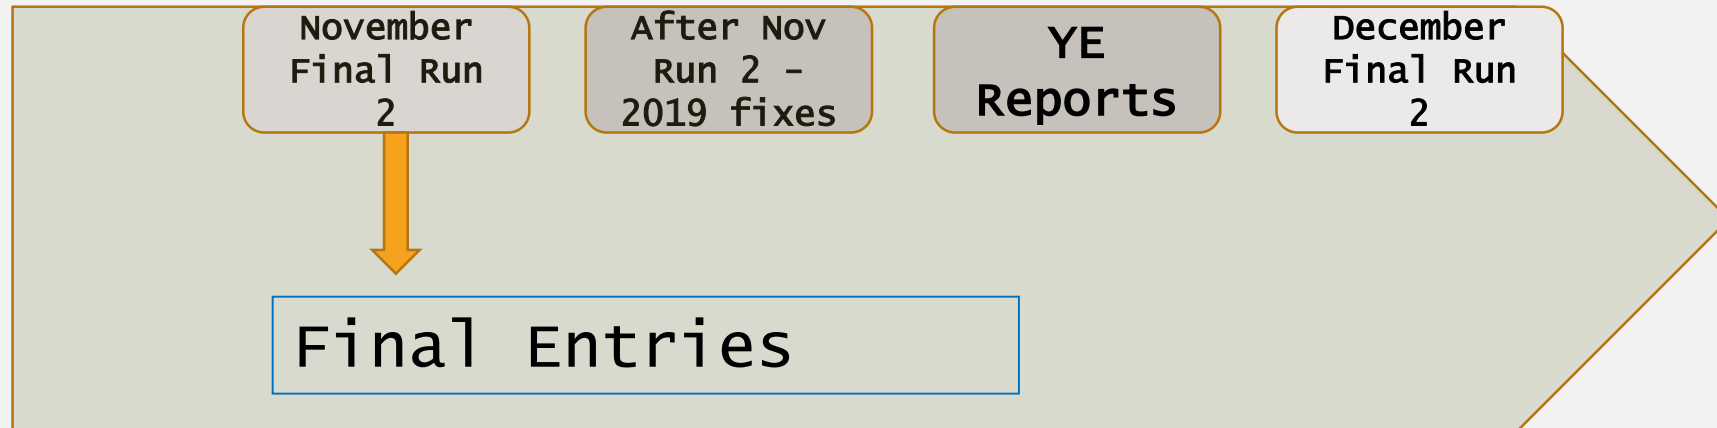 November
Final Run
2
After Nov
Run 2 –
2019 fixes
YE
Reports
December
Final Run
2
Final Entries